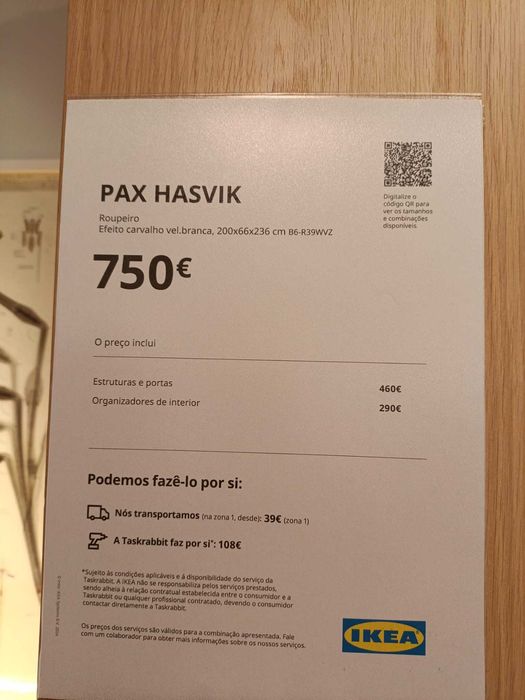 PAX HASVIK
Roupeiro
Efeito carvalho vel.branca, 200x66x236 cm B6-R39WVZ
Digitalize o
código QR para
ver os tamanhos
e combinações
disponíveis
750€
O preço inclui
Estruturas e portas 460€
Organizadores de interior 290€
Podemos fazê-lo por si:
Nós transportamos (na zona 1, desde): 39€ (zona 1)
A Taskrabbit faz por si*: 108€
*Sujeito às condições aplicáveis e à disponibilidade do serviço da
Taskrabbit. A IKEA não se responsabiliza pelos serviços prestados,
sendo alheia à relação contratual estabelecida entre o consumidor e a
Taskrabbit ou qualquer profissional contratado, devendo o consumidor
contactar diretamente a Taskrabbit.
Os preços dos serviços são válidos para a combinação apresentada. Fale
com um colaborador para obter mais informações sobre os nossos serviços.
IKEA